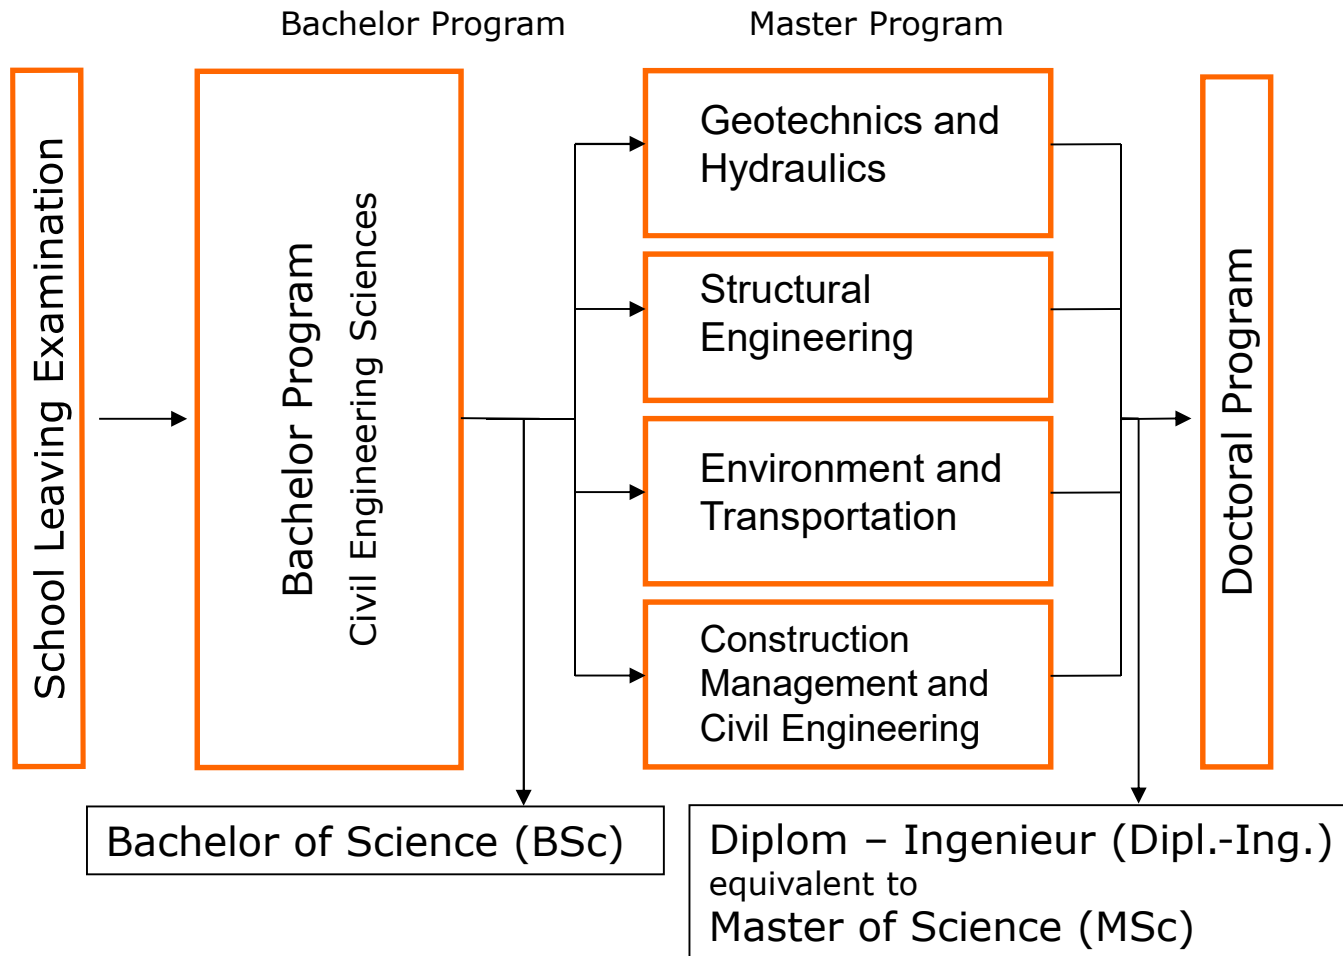 Bachelor Program
Master Program
School Leaving Examination
Bachelor Program
Civil Engineering Sciences
Geotechnics and
Hydraulics
Structural
Engineering
Environment and
Transportation
Construction
Management and
Civil Engineering
Doctoral Program
Bachelor of Science (BSc)
Diplom – Ingenieur (Dipl.-Ing.)
equivalent to
Master of Science (MSc)